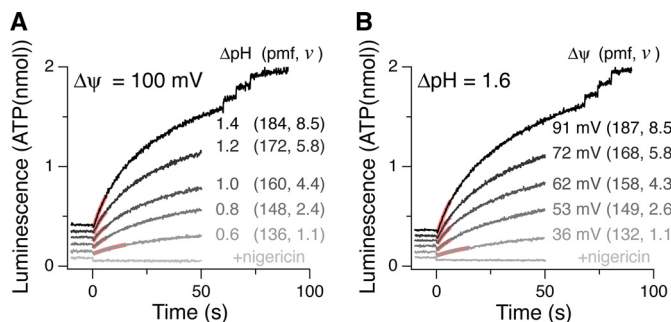 A
ΔpH (pmf, v)
Δψ = 100 mV
Luminescence (ATP(nmol))
2
1
0
1.4 (184, 8.5)
1.2 (172, 5.8)
1.0 (160, 4.4)
0.8 (148, 2.4)
0.6 (136, 1.1)
+nigericin
0 50 100
Time (s)
B
Δψ (pmf, v)
ΔpH = 1.6
Luminescence (ATP(nmol))
2
1
0
91 mV (187, 8.5)
72 mV (168, 5.8)
62 mV (158, 4.3)
53 mV (149, 2.6)
36 mV (132, 1.1)
+nigericin
0 50 100
Time (s)